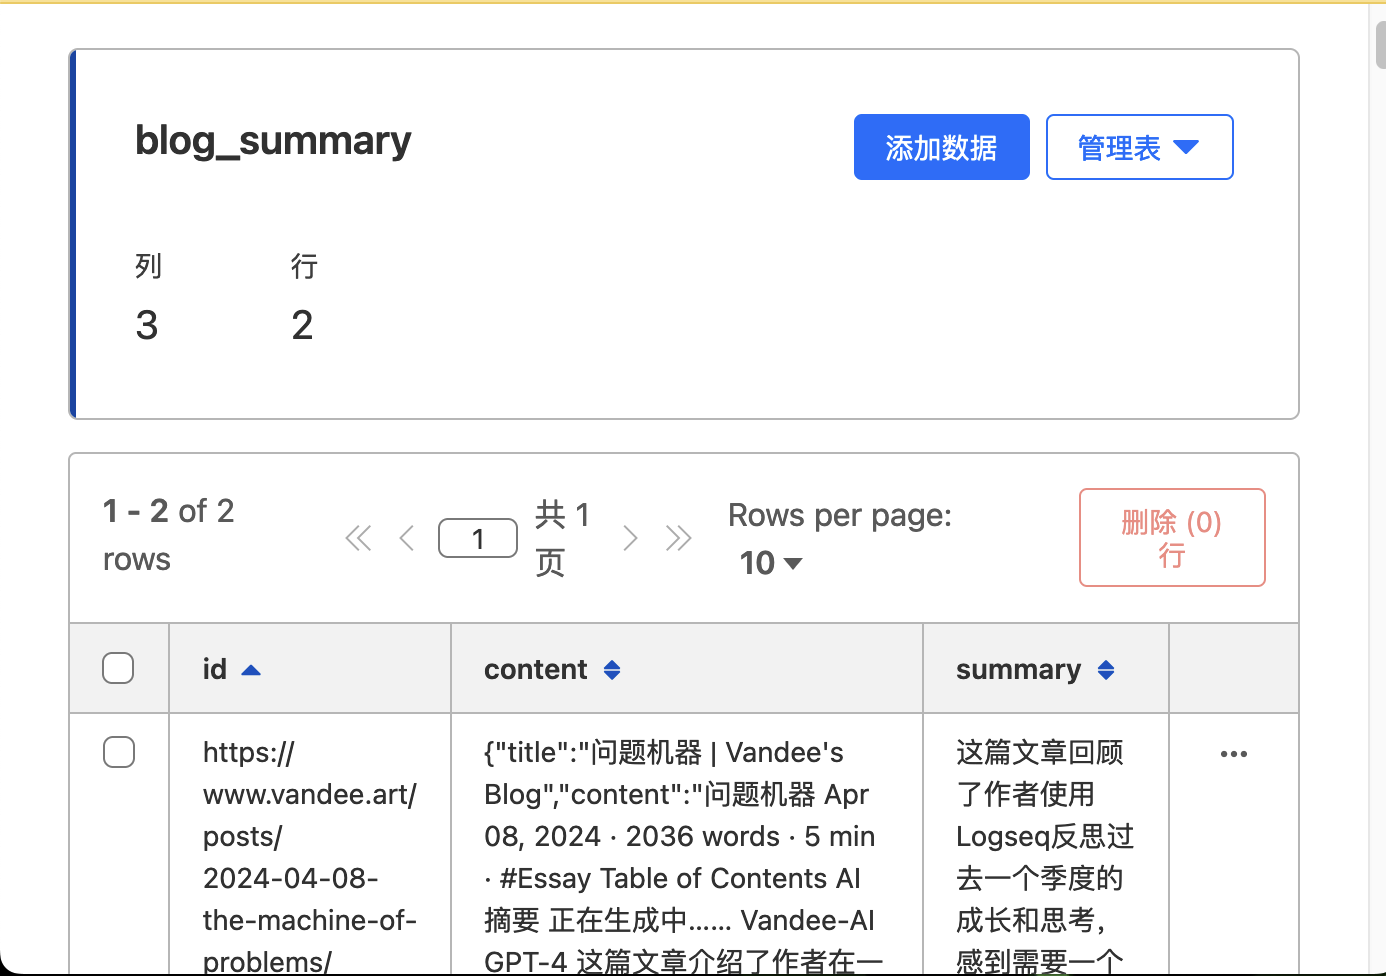 blog_summary
添加数据
管理表
列
行
3
2
1 - 2 of 2
rows
1
共 1
页
Rows per page:
10
删除 (0)
行
id
content
summary
https://
www.vandee.art/
posts/
2024-04-08-
the-machine-of-
problems/
{"title":"问题机器 | Vandee's
Blog","content":"问题机器 Apr
08, 2024 · 2036 words · 5 min
· #Essay Table of Contents AI
摘要 正在生成中…… Vandee-AI
GPT-4 这篇文章介绍了作者在一
这篇文章回顾
了作者使用
Logseq反思过
去一个季度的
成长和思考，
感到需要一个